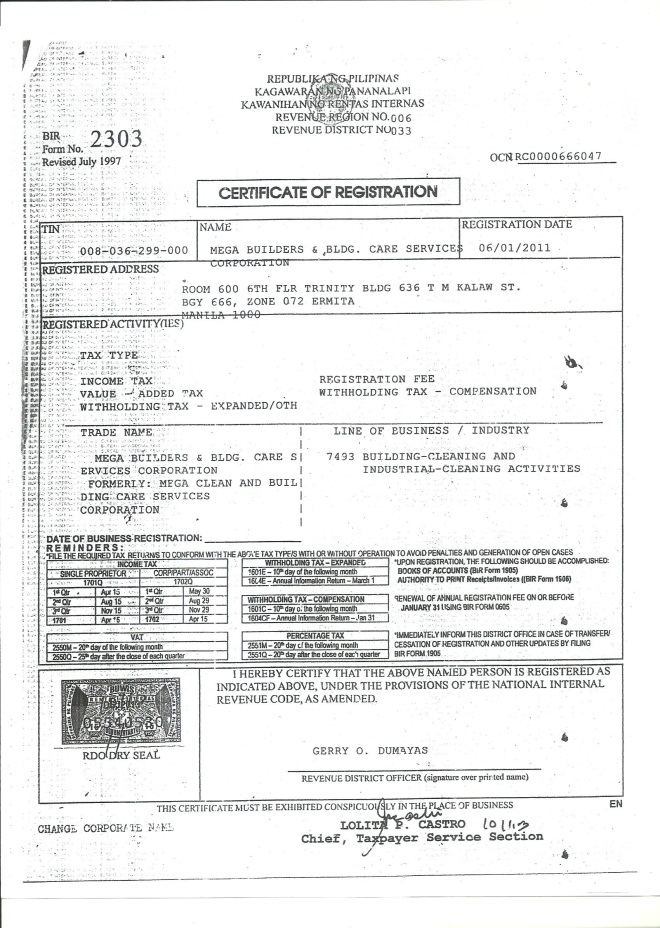 REPUBLIKA NG PILIPINAS
KAGAWARAN NG PANANALAPI
KAWANIHAN NG RENTAS INTERNAS
REVENUE REGION NO. 006
REVENUE DISTRICT NO 033
BIR
Form No. 2303
Revised July 1997
OCN RC0000666047
CERTIFICATE OF REGISTRATION
TIN
NAME
REGISTRATION DATE
008-036-299-000
MEGA BUILDERS & BLDG. CARE SERVICES
06/01/2011
CORPORATION
REGISTERED ADDRESS
ROOM 600 6TH FLR TRINITY BLDG 636 T M KALAW ST.
BGY 666, ZONE 072 ERMITA
MANILA 1000
REGISTERED ACTIVITY(IES)
TAX TYPE
INCOME TAX
REGISTRATION FEE
VALUE - ADDED TAX
WITHHOLDING TAX - COMPENSATION
WITHHOLDING TAX - EXPANDED/OTH
TRADE NAME
LINE OF BUSINESS / INDUSTRY
MEGA BUILDERS & BLDG. CARE S
7493 BUILDING-CLEANING AND
ERVICES CORPORATION
INDUSTRIAL-CLEANING ACTIVITIES
FORMERLY: MEGA CLEAN AND BUIL
DING CARE SERVICES
CORPORATION
DATE OF BUSINESS REGISTRATION:
REMINDERS:
*FILE THE REQUIRED TAX RETURNS TO CONFORM WITH THE ABOVE TAX TYPE/S WITH OR WITHOUT OPERATION TO AVOID PENALTIES AND GENERATION OF OPEN CASES
INCOME TAX
SINGLE PROPRIETOR CORP/PART/ASSOC
1701Q 1702Q
1st Qtr Apr 15 1st Qtr May 30
2nd Qtr Aug 15 2nd Qtr Aug 29
3rd Qtr Nov 15 3rd Qtr Nov 29
1701 Apr 15 1702 Apr 15
VAT
2550M – 20th day of the following month
2550Q – 25th day after the close of each quarter
WITHHOLDING TAX – EXPANDED
1601E – 10th day of the following month
1604E – Annual Information Return – March 1
WITHHOLDING TAX – COMPENSATION
1601C – 10th day of the following month
1604CF – Annual Information Return – Jan 31
PERCENTAGE TAX
2551M – 20th day of the following month
2551Q – 20th day after the close of each quarter
*UPON REGISTRATION, THE FOLLOWING SHOULD BE ACCOMPLISHED:
BOOKS OF ACCOUNTS (BIR Form 1905)
AUTHORITY TO PRINT Receipts/Invoices ((BIR Form 1906)
*RENEWAL OF ANNUAL REGISTRATION FEE ON OR BEFORE
JANUARY 31 USING BIR FORM 0605
*IMMEDIATELY INFORM THIS DISTRICT OFFICE IN CASE OF TRANSFER/
CESSATION OF REGISTRATION AND OTHER UPDATES BY FILING
BIR FORM 1905
I HEREBY CERTIFY THAT THE ABOVE NAMED PERSON IS REGISTERED AS
INDICATED ABOVE, UNDER THE PROVISIONS OF THE NATIONAL INTERNAL
REVENUE CODE, AS AMENDED.
BUWIS
RDO DRY SEAL
GERRY O. DUMAYAS
REVENUE DISTRICT OFFICER (signature over printed name)
THIS CERTIFICATE MUST BE EXHIBITED CONSPICUOUSLY IN THE PLACE OF BUSINESS
EN
CHANGE CORPORATE NAME
LOLITA P. CASTRO
Chief, Taxpayer Service Section